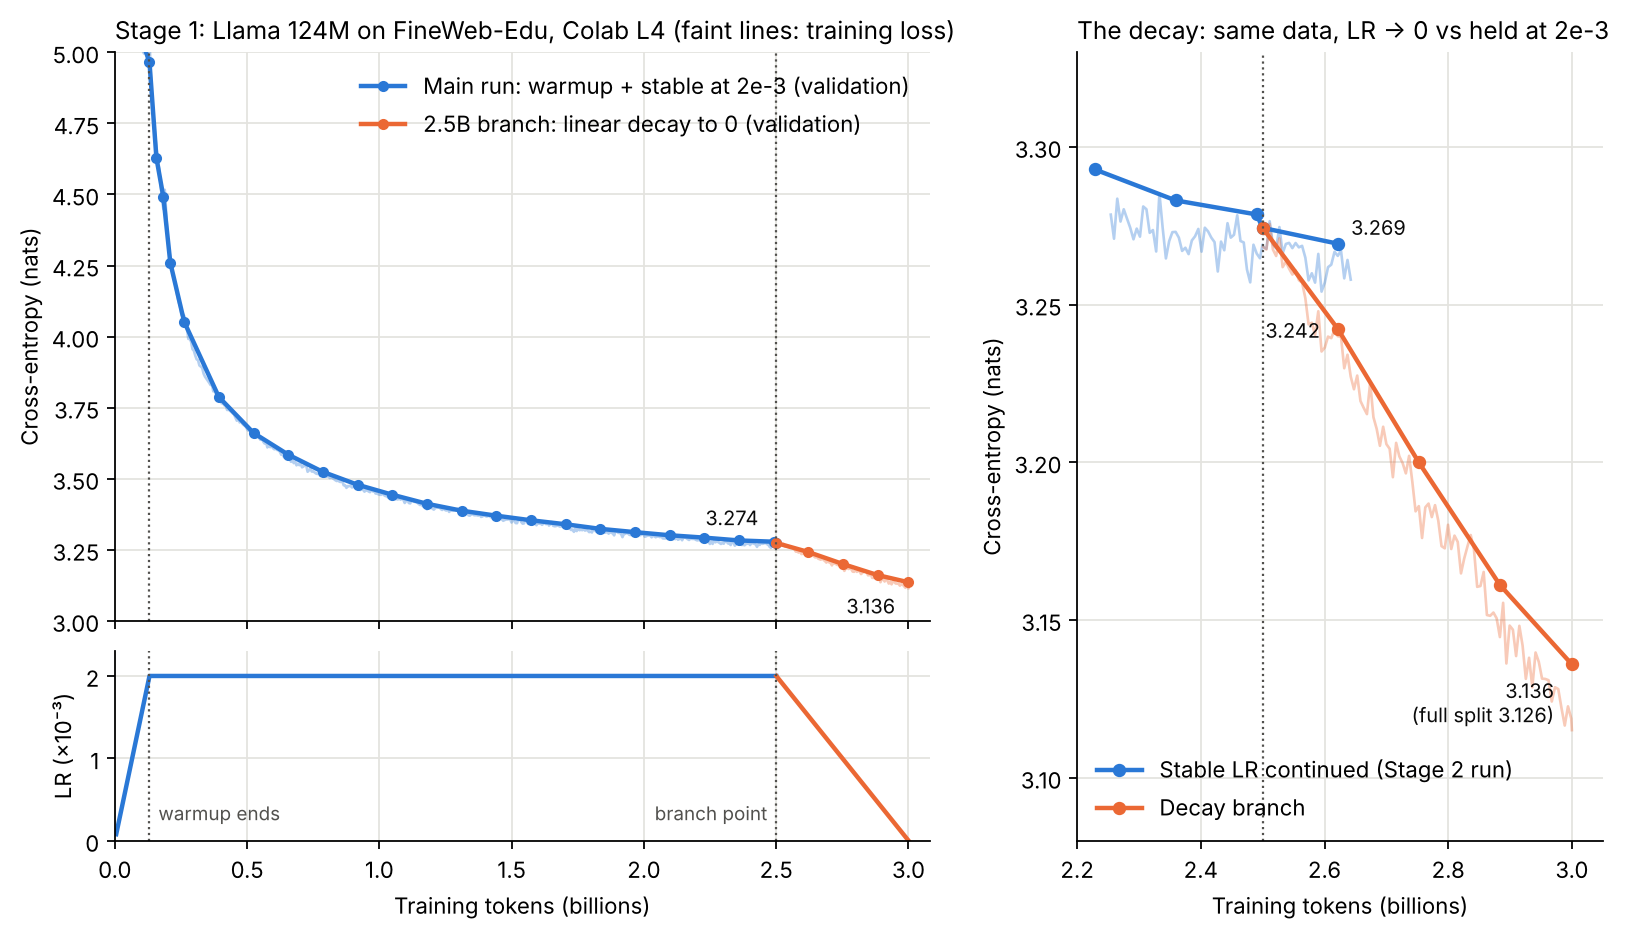 Stage 1: Llama 124M on FineWeb-Edu, Colab L4 (faint lines: training loss)
Main run: warmup + stable at 2e-3 (validation)
2.5B branch: linear decay to 0 (validation)
Cross-entropy (nats)
5.00
4.75
4.50
4.25
4.00
3.75
3.50
3.25
3.00
3.274
3.136
LR (×10⁻³)
2
1
0
warmup ends
branch point
0.0
0.5
1.0
1.5
2.0
2.5
3.0
Training tokens (billions)
The decay: same data, LR → 0 vs held at 2e-3
Cross-entropy (nats)
3.30
3.25
3.20
3.15
3.10
3.269
3.242
3.136
(full split 3.126)
Stable LR continued (Stage 2 run)
Decay branch
2.2
2.4
2.6
2.8
3.0
Training tokens (billions)